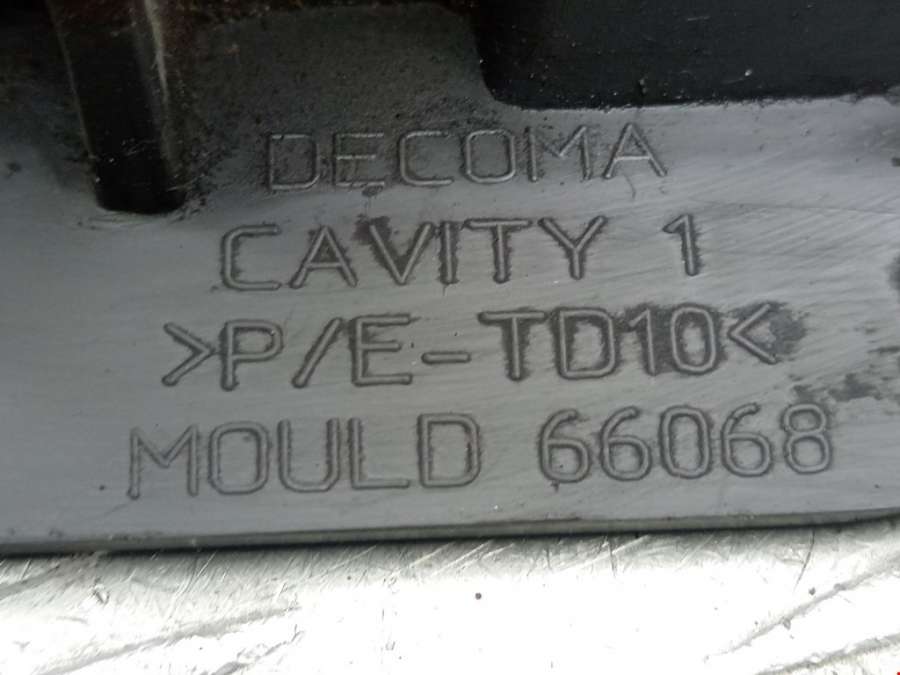 DECOMA
CAVITY 1
>P/E-TD10<
MOULD 66068